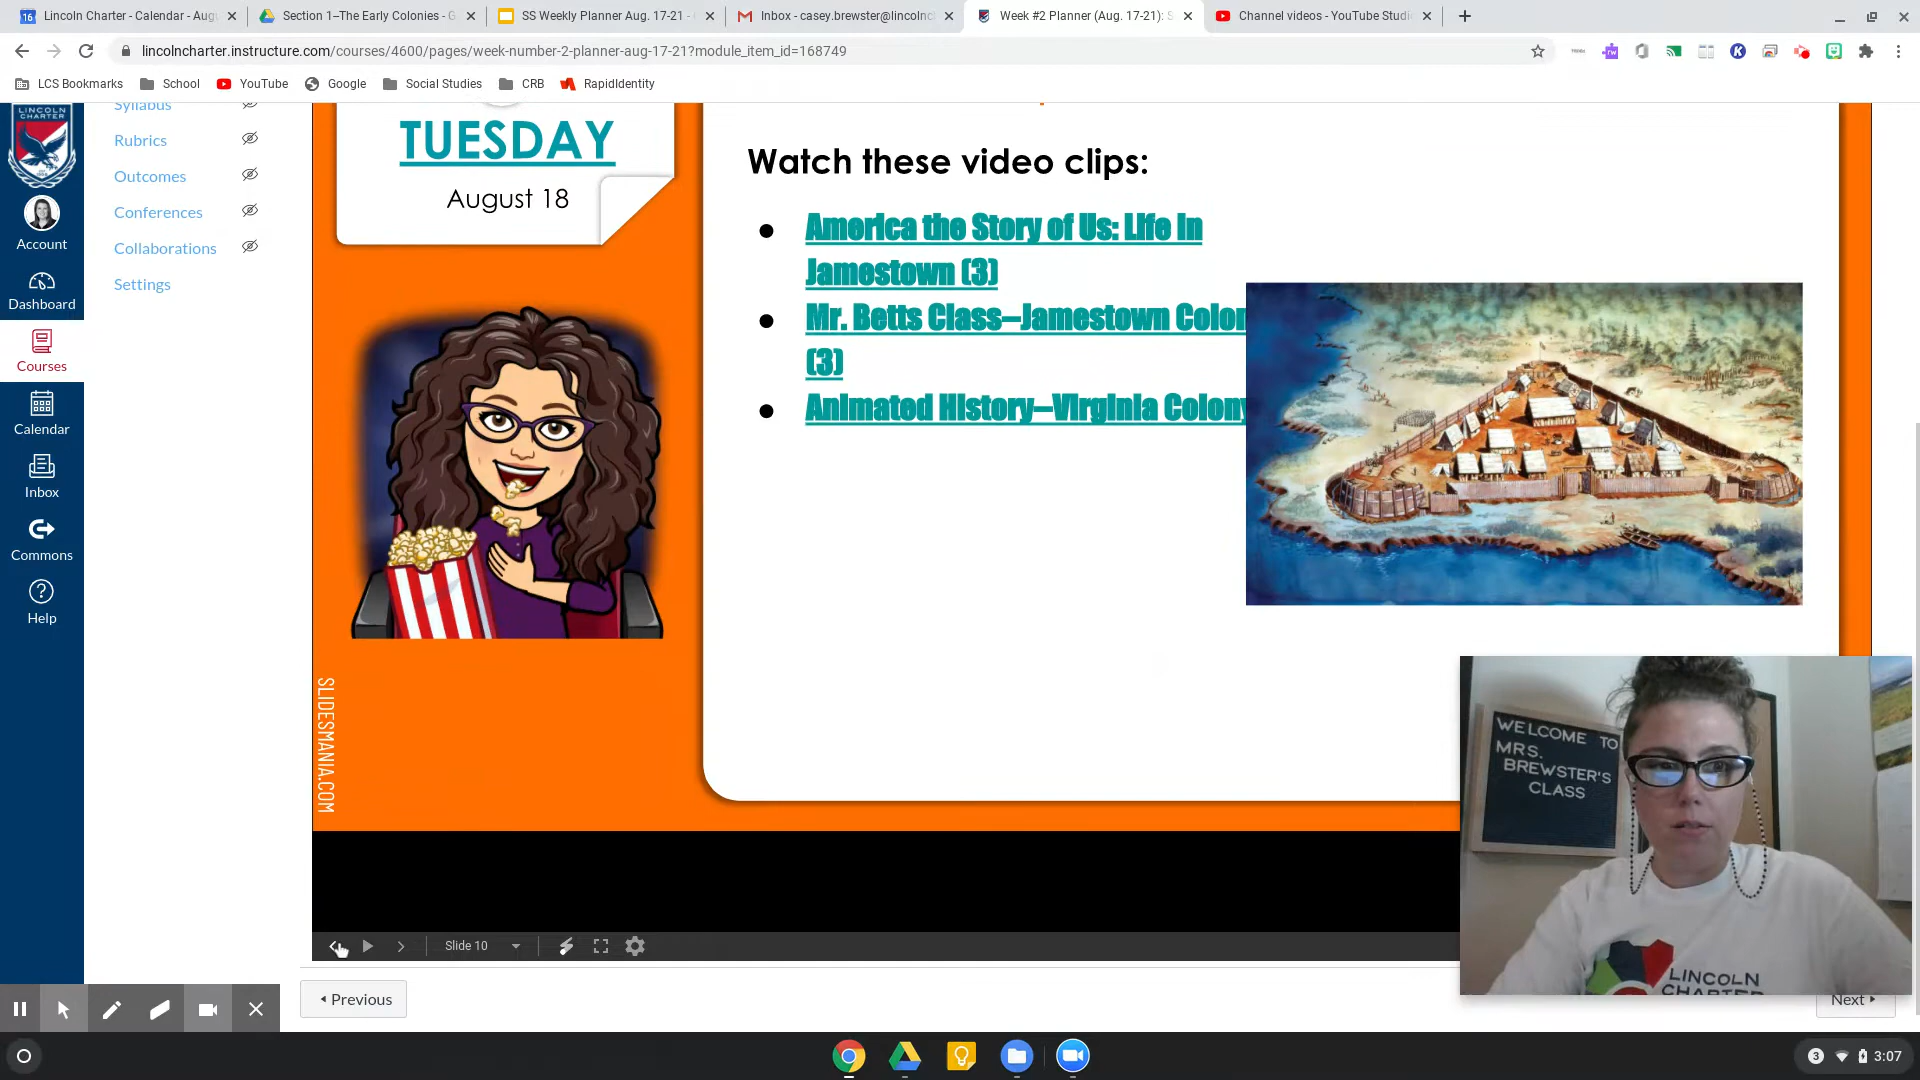 Lincoln Charter - Calendar - Aug
Section 1--The Early Colonies - G
SS Weekly Planner Aug. 17-21 -
Inbox - casey.brewster@lincolnc
Week #2 Planner (Aug. 17-21): S
Channel videos - YouTube Studi
lincolncharter.instructure.com/courses/4600/pages/week-number-2-planner-aug-17-21?module_item_id=168749
LCS Bookmarks
School
YouTube
Google
Social Studies
CRB
RapidIdentity
LINCOLN
CHARTER
Account
Dashboard
Courses
Calendar
Inbox
Commons
Help
Syllabus
Rubrics
Outcomes
Conferences
Collaborations
Settings
TUESDAY
August 18
Watch these video clips:
America the Story of Us: Life in
Jamestown (3)
Mr. Betts Class--Jamestown Colon
(3)
Animated History--Virginia Colony
SLIDESMANIA.COM
WELCOME TO
MRS.
BREWSTER'S
CLASS
LINCOLN
CHARTER
Slide 10
Previous
Next
3
3:07